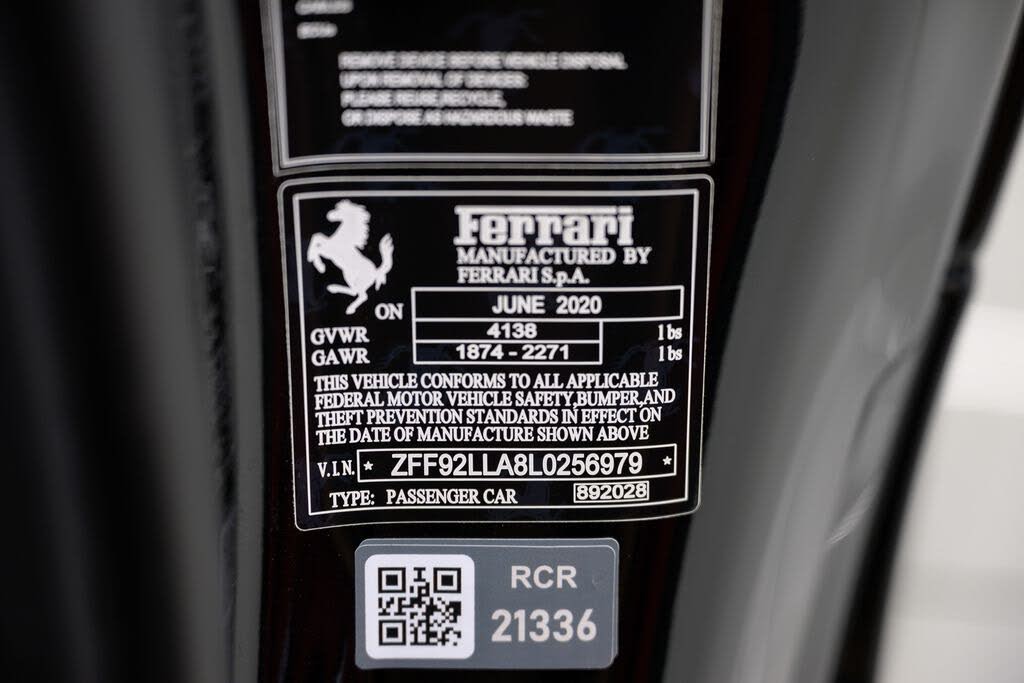 REMOVE DEVICE BEFORE VEHICLE DISPOSAL
UPON REMOVAL OF DEVICES:
PLEASE REUSE, RECYCLE,
OR DISPOSE AS HAZARDOUS WASTE
Ferrari
MANUFACTURED BY
FERRARI S.p.A.
ON JUNE 2020
GVWR 4138 lbs
GAWR 1874 - 2271 lbs
THIS VEHICLE CONFORMS TO ALL APPLICABLE
FEDERAL MOTOR VEHICLE SAFETY,BUMPER,AND
THEFT PREVENTION STANDARDS IN EFFECT ON
THE DATE OF MANUFACTURE SHOWN ABOVE
V.I.N. * ZFF92LLA8L0256979 *
TYPE: PASSENGER CAR 892028
RCR
21336